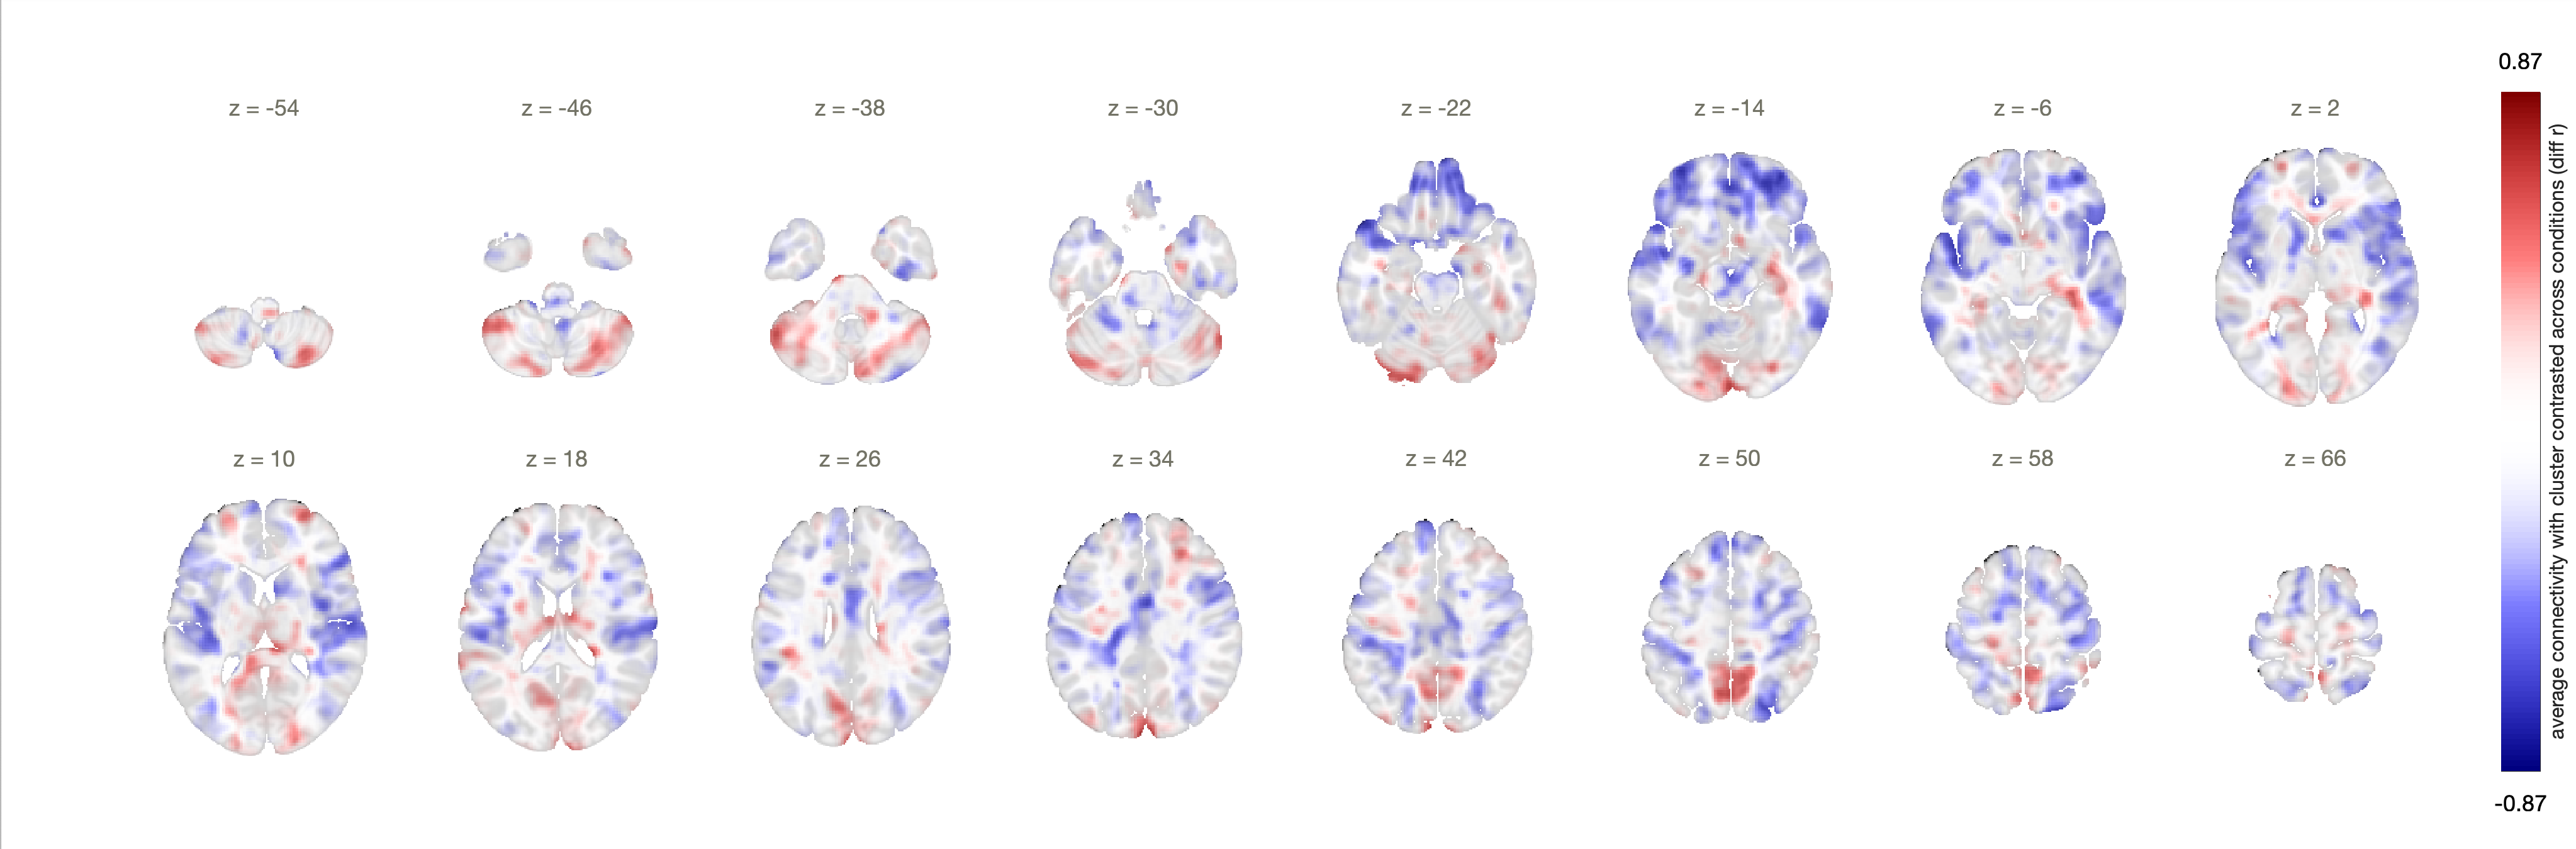 0.87
z = -54
z = -46
z = -38
z = -30
z = -22
z = -14
z = -6
z = 2
z = 10
z = 18
z = 26
z = 34
z = 42
z = 50
z = 58
z = 66
average connectivity with cluster contrasted across conditions (diff r)
-0.87